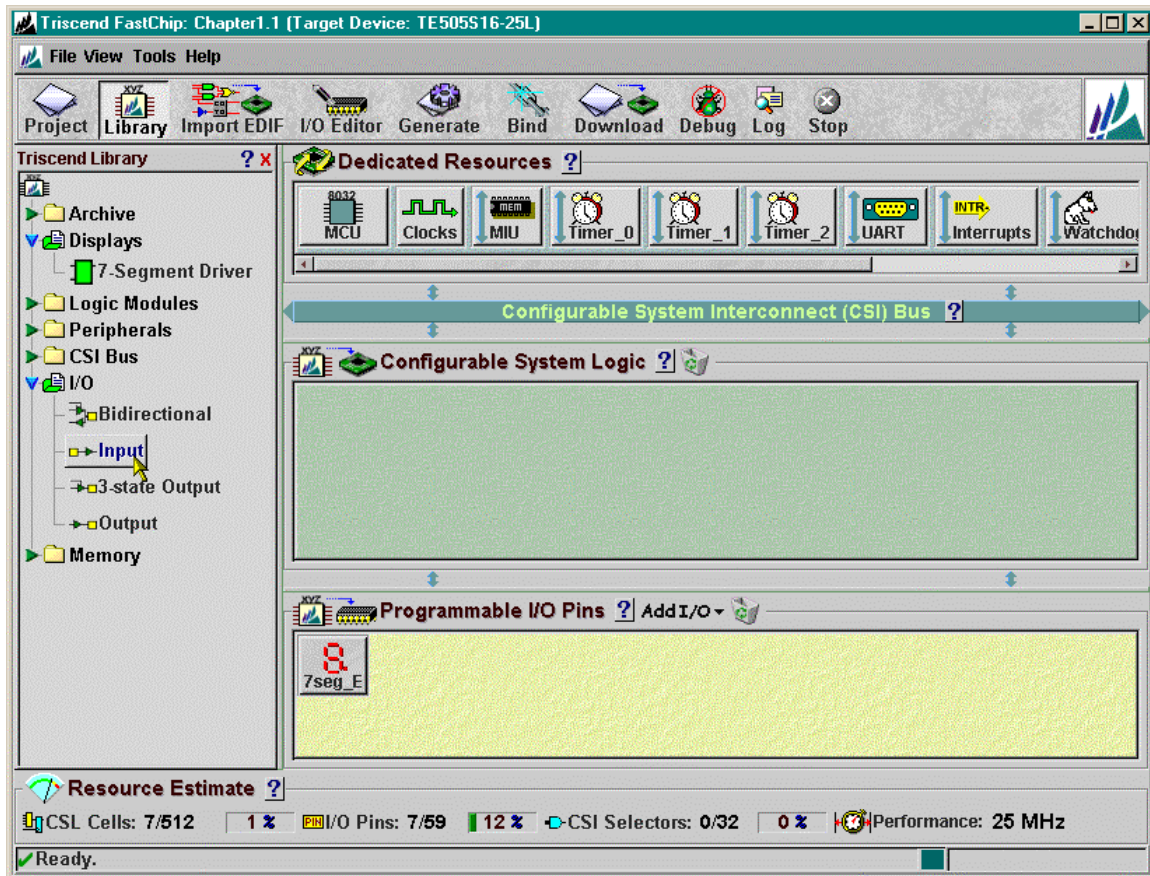 Triscend FastChip: Chapter1.1 (Target Device: TE505S16-25L)
File View Tools Help
Project Library Import EDIF I/O Editor Generate Bind Download Debug Log Stop
Triscend Library ? X
XYZ
Archive
Displays
7-Segment Driver
Logic Modules
Peripherals
CSI Bus
I/O
Bidirectional
Input
3-state Output
Output
Memory
Dedicated Resources ?
8032
MCU
Clocks
mem
MIU
Timer_0
Timer_1
Timer_2
UART
INTR
Interrupts
Watchdog
Configurable System Interconnect (CSI) Bus ?
XYZ
Configurable System Logic ?
XYZ
Programmable I/O Pins ? Add I/O
7seg_E
Resource Estimate ?
CSL Cells: 7/512 1 % PIN I/O Pins: 7/59 12 % CSI Selectors: 0/32 0 % Performance: 25 MHz
Ready.